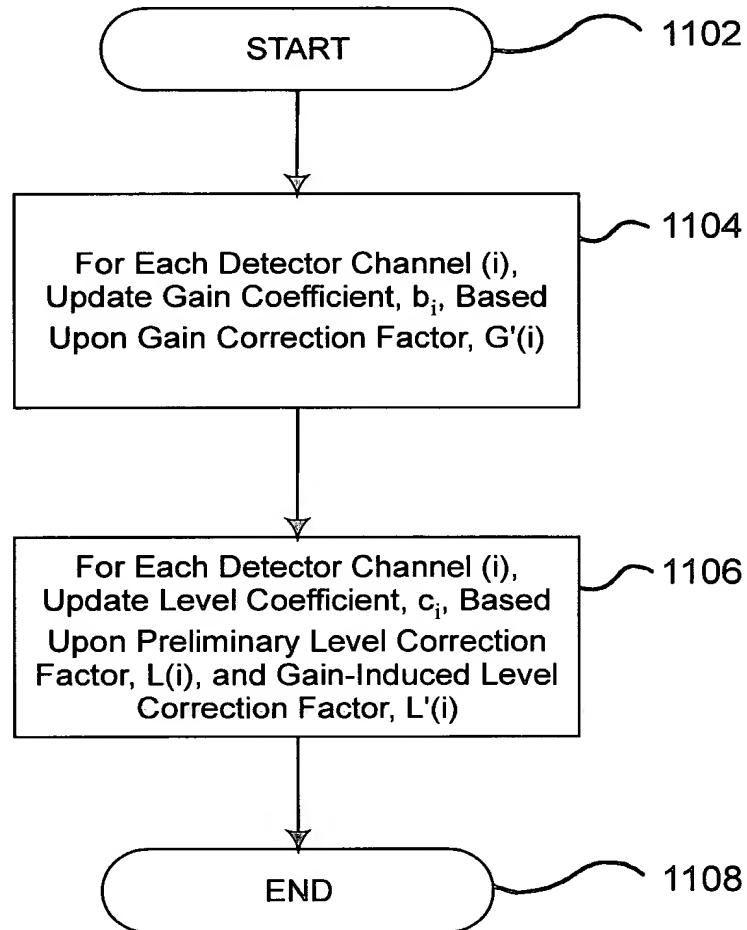 START
1102
For Each Detector Channel (i),
Update Gain Coefficient, bᵢ, Based
Upon Gain Correction Factor, G'(i)
1104
For Each Detector Channel (i),
Update Level Coefficient, cᵢ, Based
Upon Preliminary Level Correction
Factor, L(i), and Gain-Induced Level
Correction Factor, L'(i)
1106
END
1108